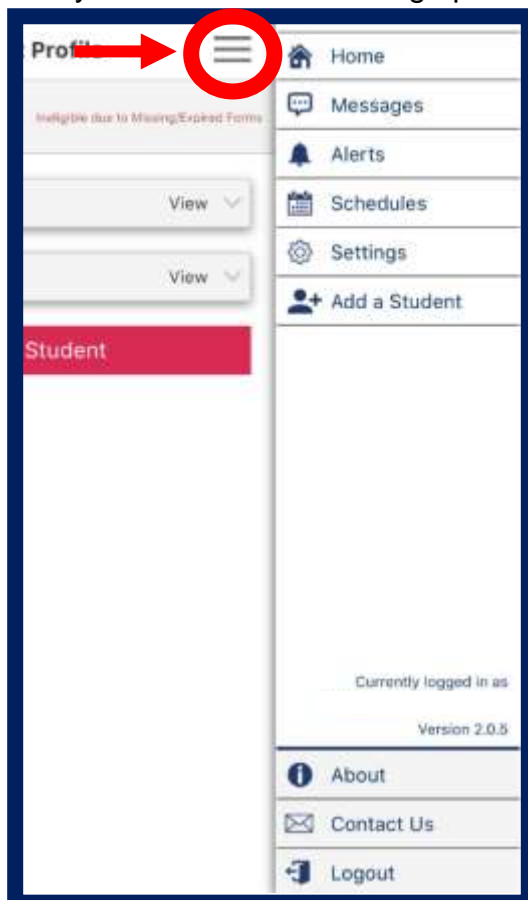 Profile
Ineligible due to Missing/Expired Forms
View
View
Student
Home
Messages
Alerts
Schedules
Settings
Add a Student
Currently logged in as
Version 2.0.5
About
Contact Us
Logout